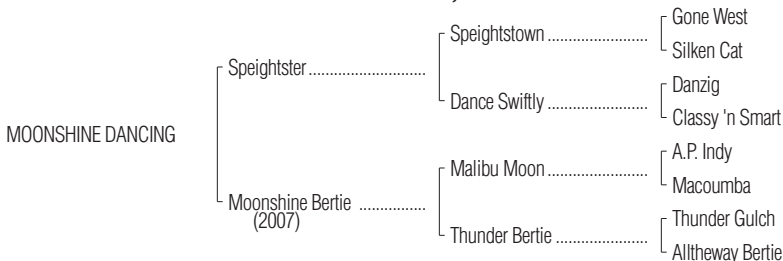 Gone West
Speightstown ........................
Silken Cat
Speightster............................
Danzig
Dance Swiftly ........................
Classy 'n Smart
MOONSHINE DANCING
A.P. Indy
Malibu Moon ........................
Macoumba
Moonshine Bertie ................
(2007)
Thunder Gulch
Thunder Bertie ......................
Alltheway Bertie